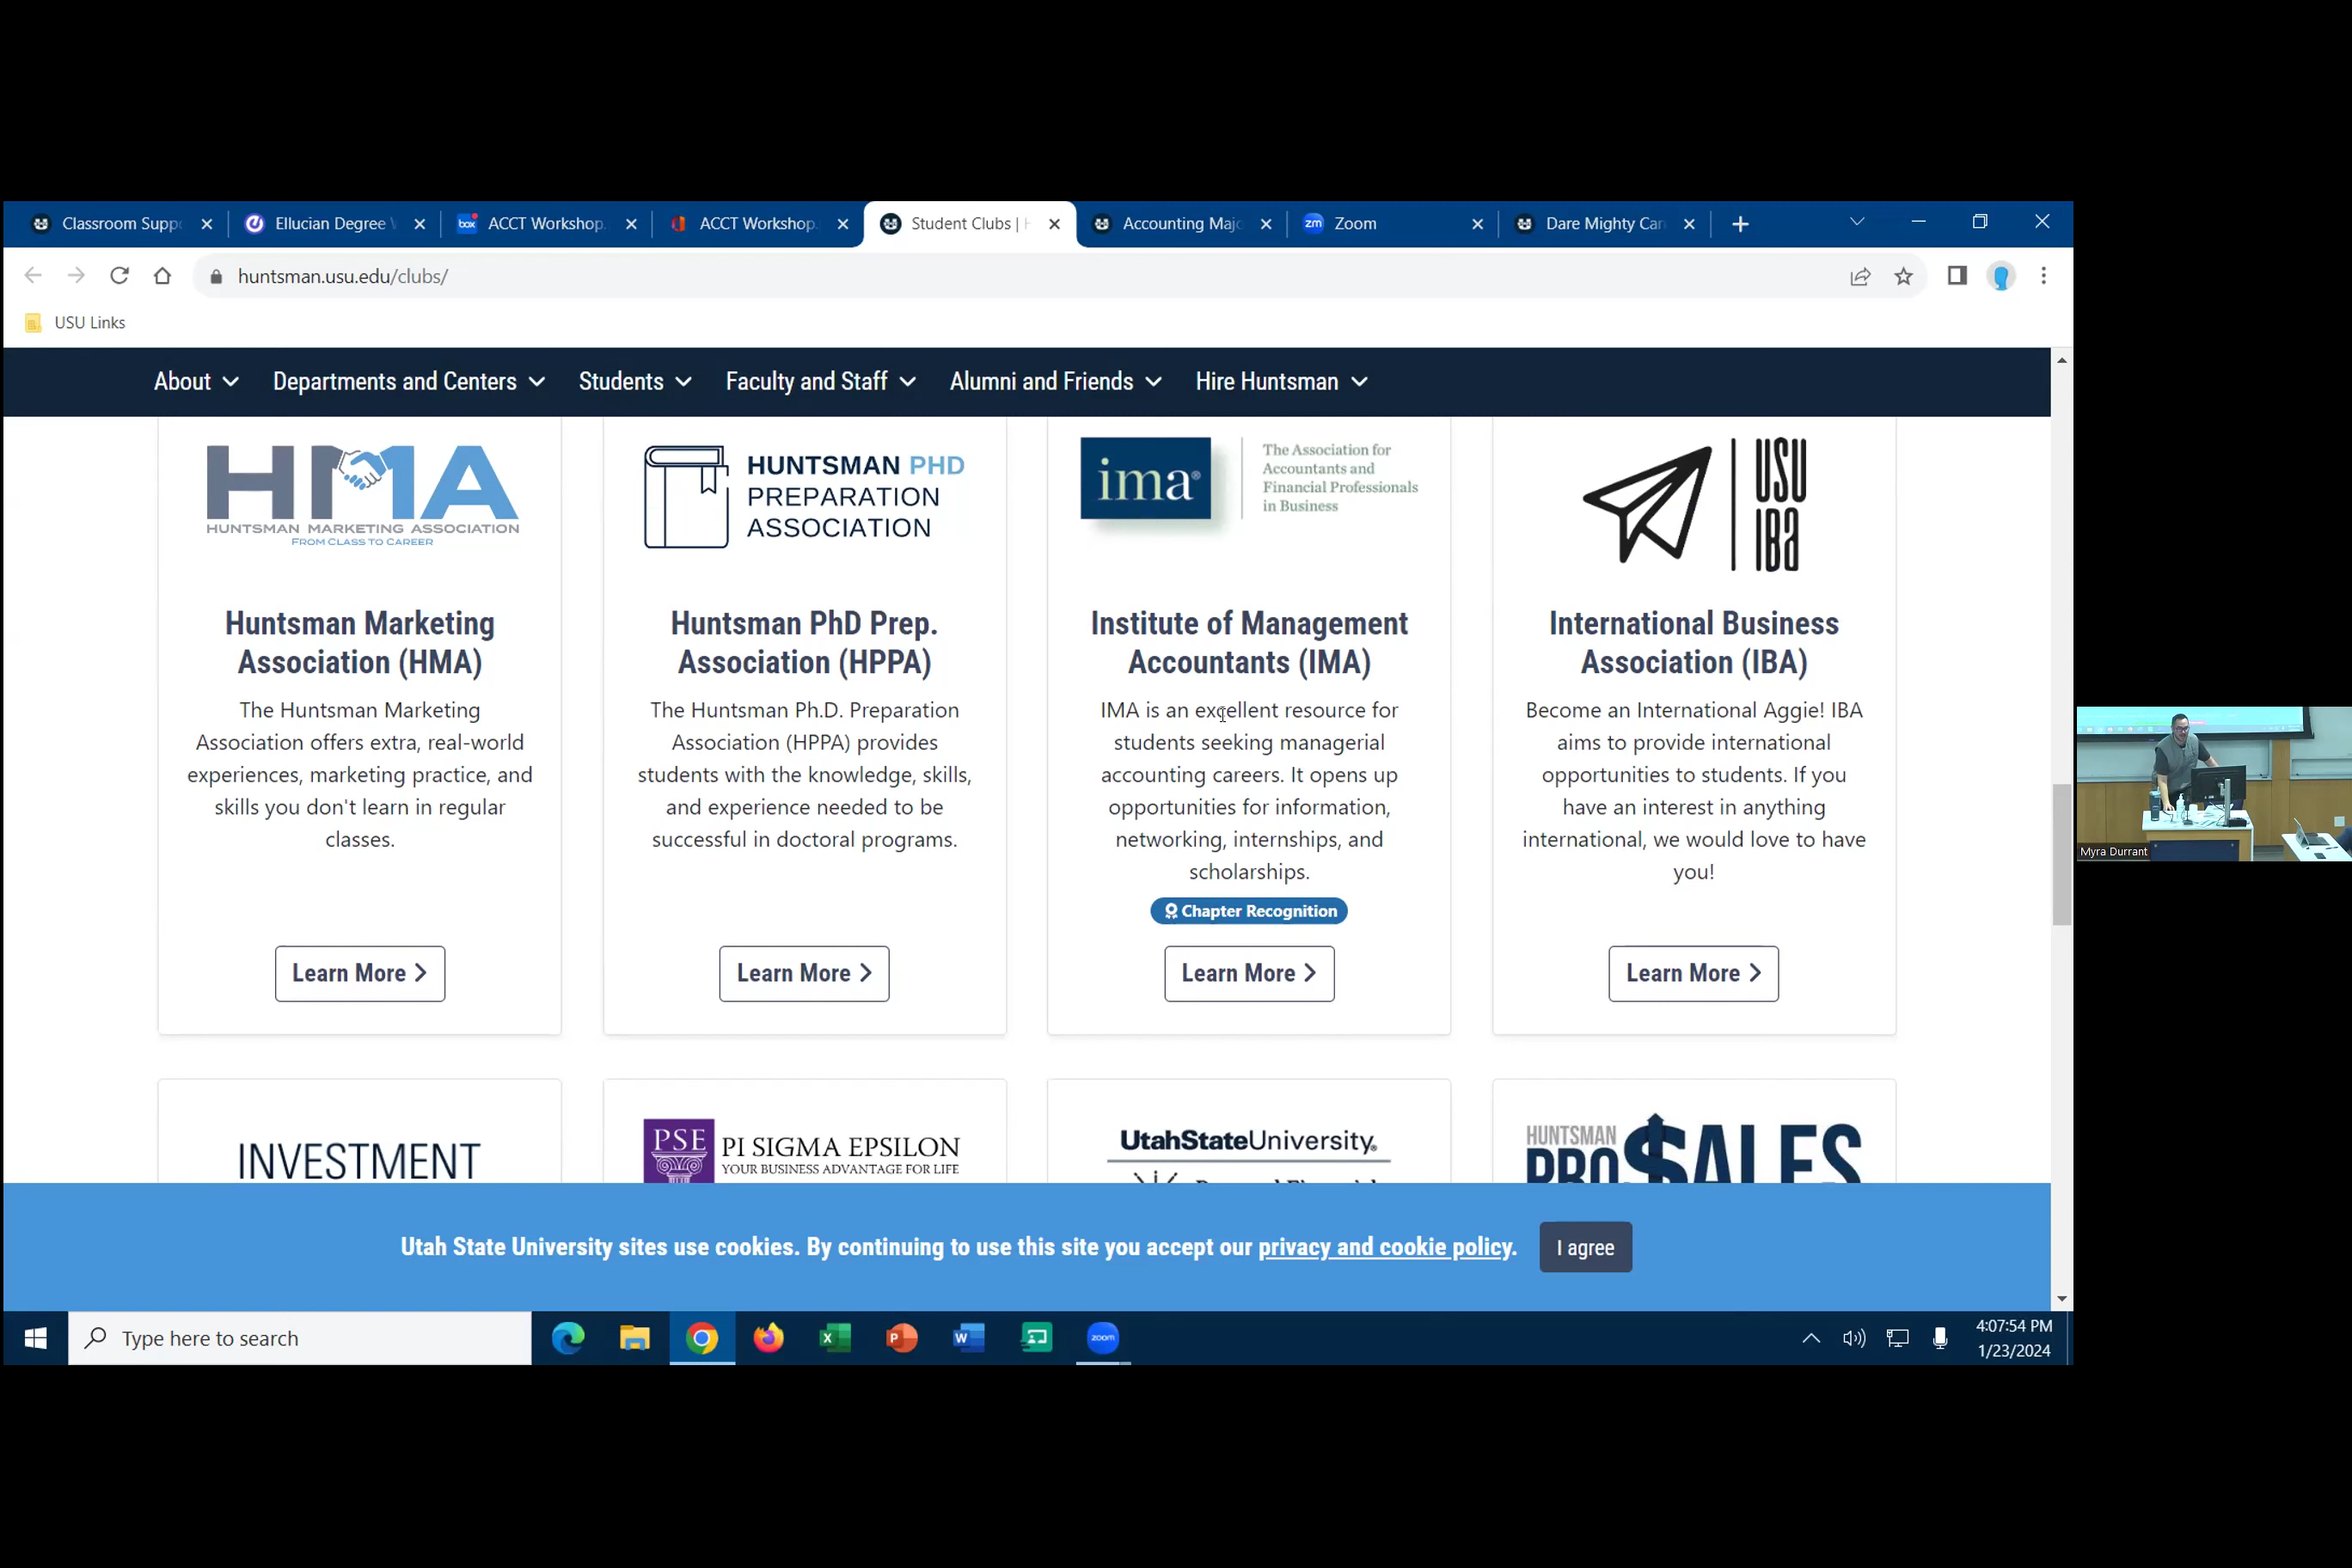 Classroom Supp
Ellucian Degree
ACCT Workshop.
ACCT Workshop.
Student Clubs |
Accounting Maj
zm Zoom
Dare Mighty Car
huntsman.usu.edu/clubs/
USU Links
About
Departments and Centers
Students
Faculty and Staff
Alumni and Friends
Hire Huntsman
HMA
HUNTSMAN MARKETING ASSOCIATION
FROM CLASS TO CAREER
Huntsman Marketing
Association (HMA)
The Huntsman Marketing
Association offers extra, real-world
experiences, marketing practice, and
skills you don't learn in regular
classes.
Learn More
HUNTSMAN PHD
PREPARATION
ASSOCIATION
Huntsman PhD Prep.
Association (HPPA)
The Huntsman Ph.D. Preparation
Association (HPPA) provides
students with the knowledge, skills,
and experience needed to be
successful in doctoral programs.
Learn More
ima®
The Association for
Accountants and
Financial Professionals
in Business
Institute of Management
Accountants (IMA)
IMA is an excellent resource for
students seeking managerial
accounting careers. It opens up
opportunities for information,
networking, internships, and
scholarships.
Chapter Recognition
Learn More
USU
IBA
International Business
Association (IBA)
Become an International Aggie! IBA
aims to provide international
opportunities to students. If you
have an interest in anything
international, we would love to have
you!
Learn More
INVESTMENT
PSE
PI SIGMA EPSILON
YOUR BUSINESS ADVANTAGE FOR LIFE
UtahStateUniversity®
HUNTSMAN
PRO$ALES
Utah State University sites use cookies. By continuing to use this site you accept our privacy and cookie policy.
I agree
Myra Durrant
Type here to search
zoom
4:07:54 PM
1/23/2024